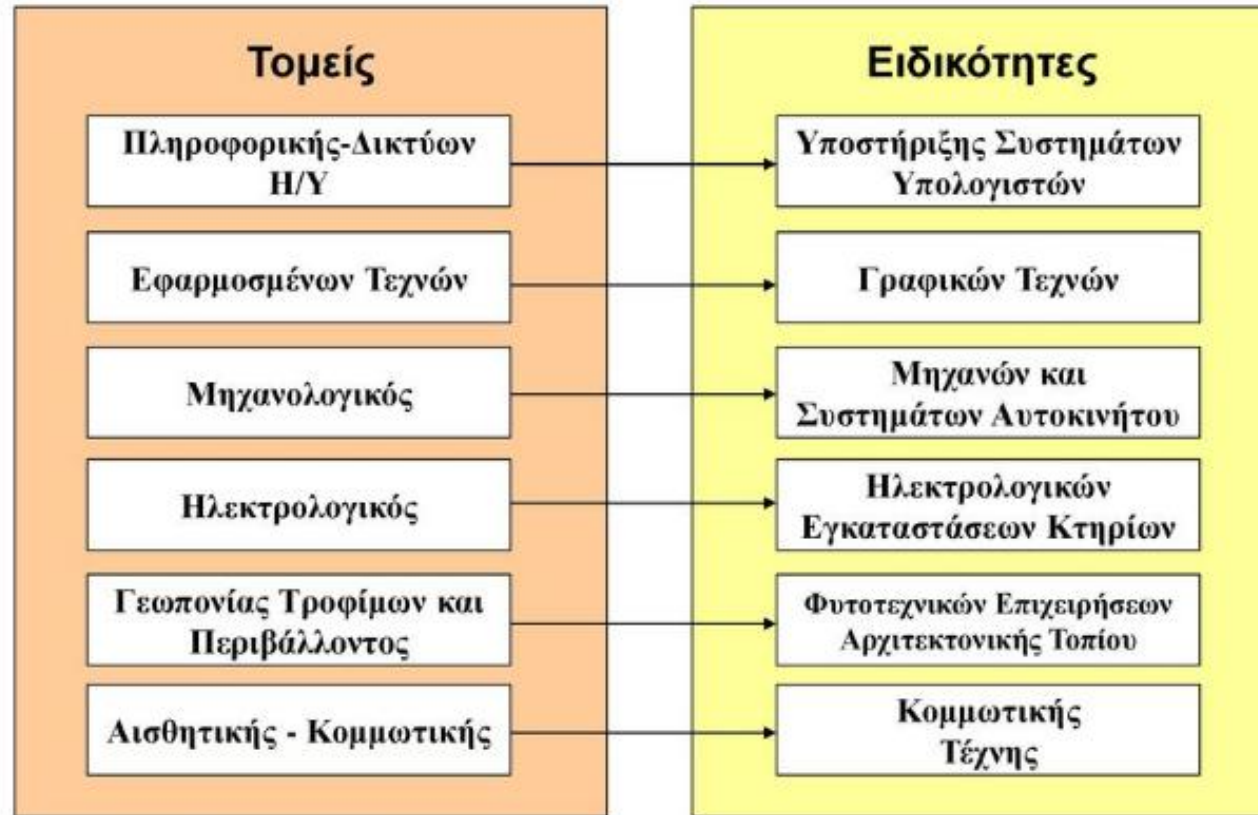 Τομείς
Πληροφορικής-Δικτύων
Η/Υ
Εφαρμοσμένων Τεχνών
Μηχανολογικός
Ηλεκτρολογικός
Γεωπονίας Τροφίμων και
Περιβάλλοντος
Αισθητικής - Κομμωτικής
Ειδικότητες
Υποστήριξης Συστημάτων
Υπολογιστών
Γραφικών Τεχνών
Μηχανών και
Συστημάτων Αυτοκινήτου
Ηλεκτρολογικών
Εγκαταστάσεων Κτηρίων
Φυτοτεχνικών Επιχειρήσεων
Αρχιτεκτονικής Τοπίου
Κομμωτικής
Τέχνης